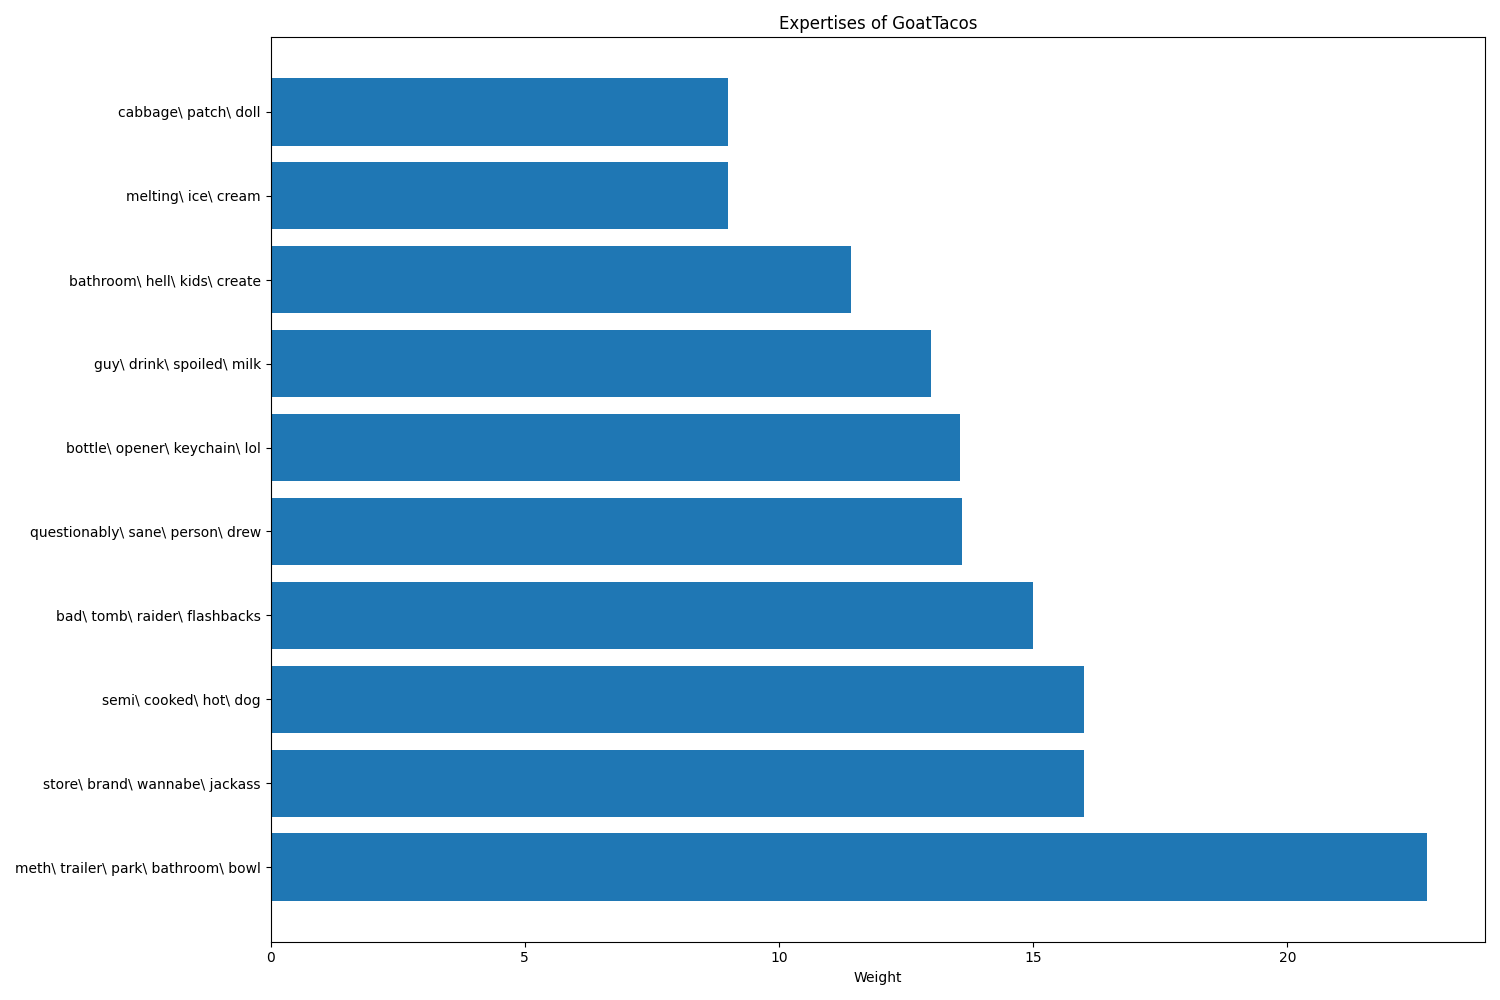 Expertises of GoatTacos
cabbage\ patch\ doll
melting\ ice\ cream
bathroom\ hell\ kids\ create
guy\ drink\ spoiled\ milk
bottle\ opener\ keychain\ lol
questionably\ sane\ person\ drew
bad\ tomb\ raider\ flashbacks
semi\ cooked\ hot\ dog
store\ brand\ wannabe\ jackass
meth\ trailer\ park\ bathroom\ bowl
0 5 10 15 20
Weight